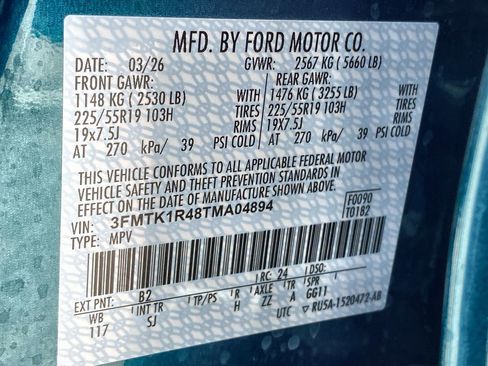 MFD. BY FORD MOTOR CO.
DATE: 03/26 GVWR: 2567 KG ( 5660 LB)
FRONT GAWR: REAR GAWR:
1148 KG ( 2530 LB) WITH 1476 KG ( 3255 LB) WITH
225/55R19 103H TIRES 225/55R19 103H TIRES
19x7.5J RIMS 19x7.5J RIMS
AT 270 kPa/ 39 PSI COLD AT 270 kPa/ 39 PSI COLD
THIS VEHICLE CONFORMS TO ALL APPLICABLE FEDERAL MOTOR
VEHICLE SAFETY AND THEFT PREVENTION STANDARDS IN
EFFECT ON THE DATE OF MANUFACTURE SHOWN ABOVE.
VIN: 3FMTK1R48TMA04894 F0090
TYPE: MPV T01B2
EXT PNT: B2 RC: 24 DSO:
WB INT TR TP/PS R AXLE TR SPR
117 SJ H ZZ A GG11
UTC ▽ RU5A-1520472-AB